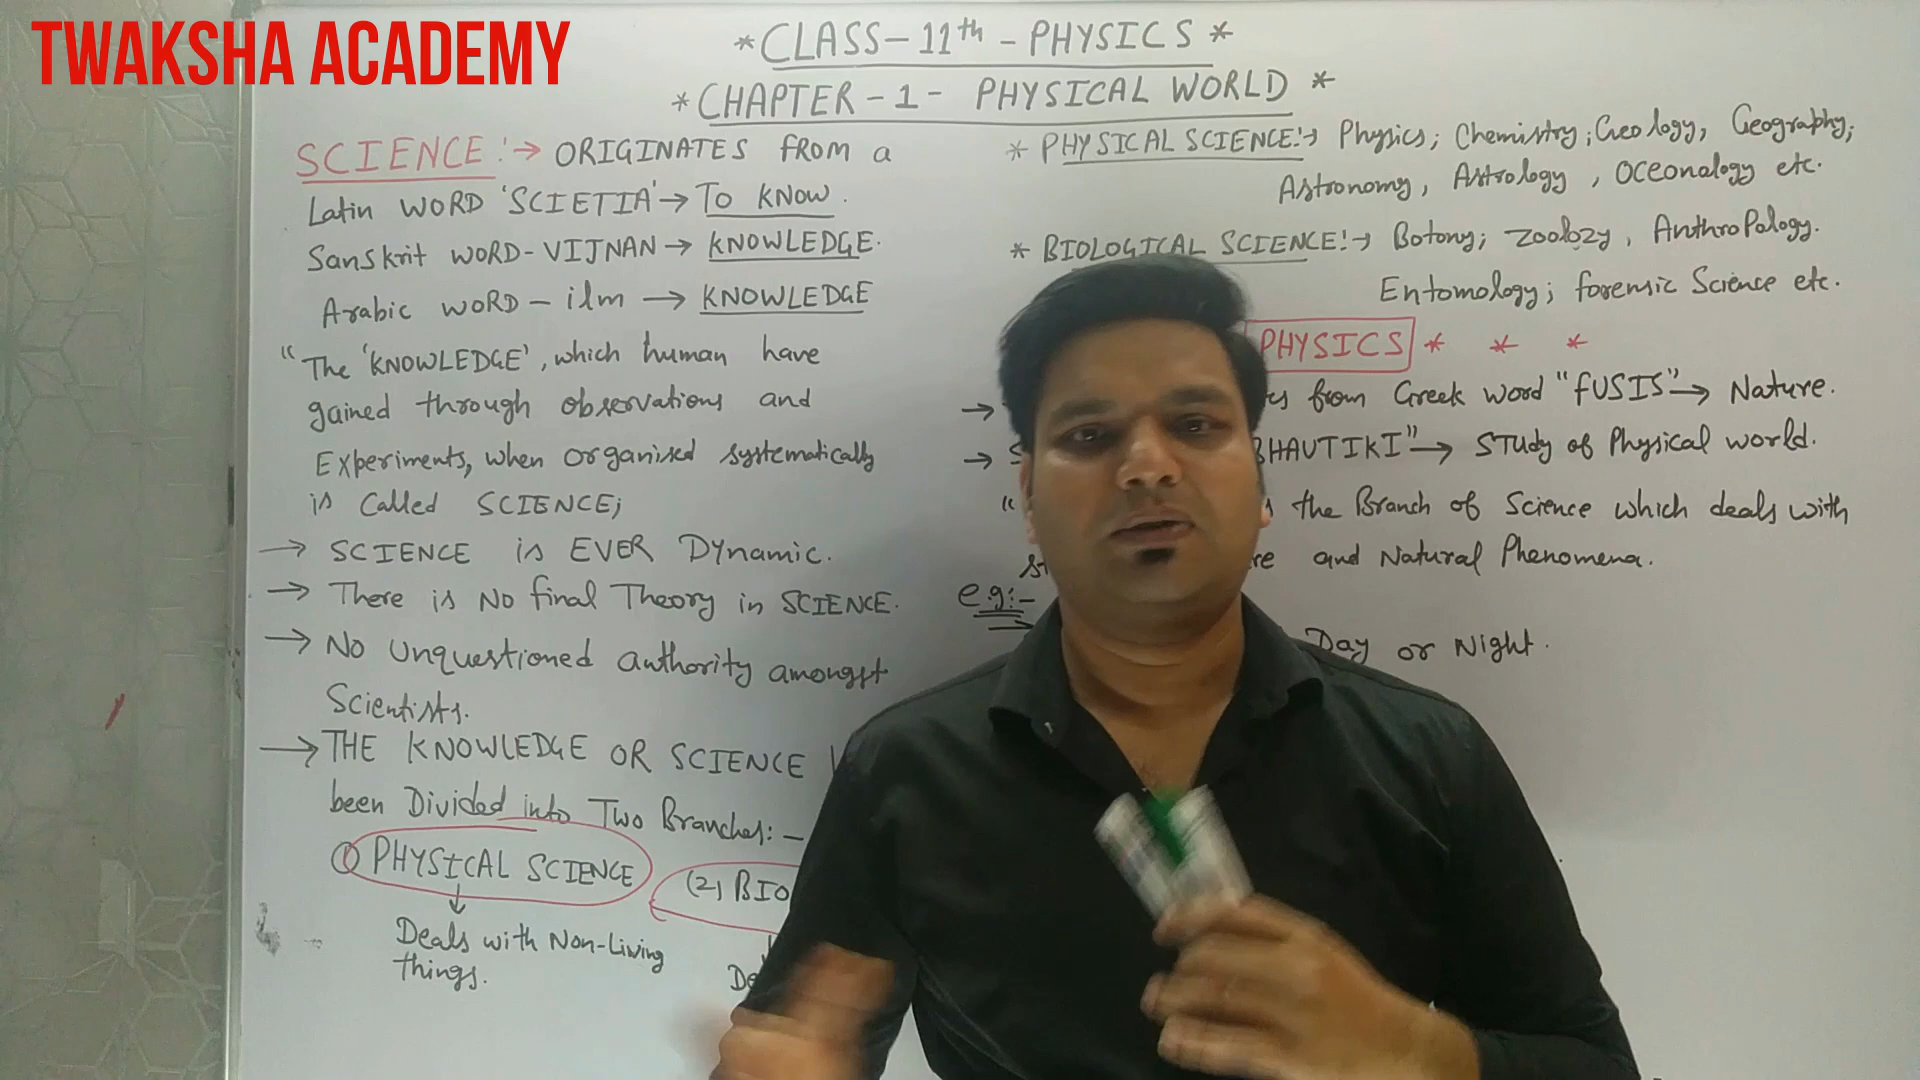 TWAKSHA ACADEMY
* CLASS - 11th - PHYSICS *
* CHAPTER - 1 - PHYSICAL WORLD *
SCIENCE :→ ORIGINATES FROM a
Latin WORD 'SCIETIA' → TO KNOW.
Sanskrit WORD - VIJNAN → KNOWLEDGE.
Arabic WORD - ilm → KNOWLEDGE
"The 'KNOWLEDGE', which human have
gained through observations and
Experiments, when organised systematically
is Called SCIENCE;
→ SCIENCE is EVER Dynamic.
→ There is No final Theory in SCIENCE.
→ No Unquestioned authority amongst
Scientists.
→ THE KNOWLEDGE OR SCIENCE
been Divided into Two Branches: -
① PHYSICAL SCIENCE
(2) BIO
Deals with Non-Living
things.
De
* PHYSICAL SCIENCE :→ Physics; Chemistry; Geology, Geography;
Astronomy, Astrology, Oceonalogy etc.
* BIOLOGICAL SCIENCE :→ Botony; Zoology, Anthropology.
Entomology; forensic Science etc.
PHYSICS * * *
→ from Greek Word "FUSIS" → Nature.
→ S BHAUTIKI" → STUdy of Physical world.
" the Branch of Science which deals with
st re and Natural Phenomena.
e.g:-
→ Day or Night.